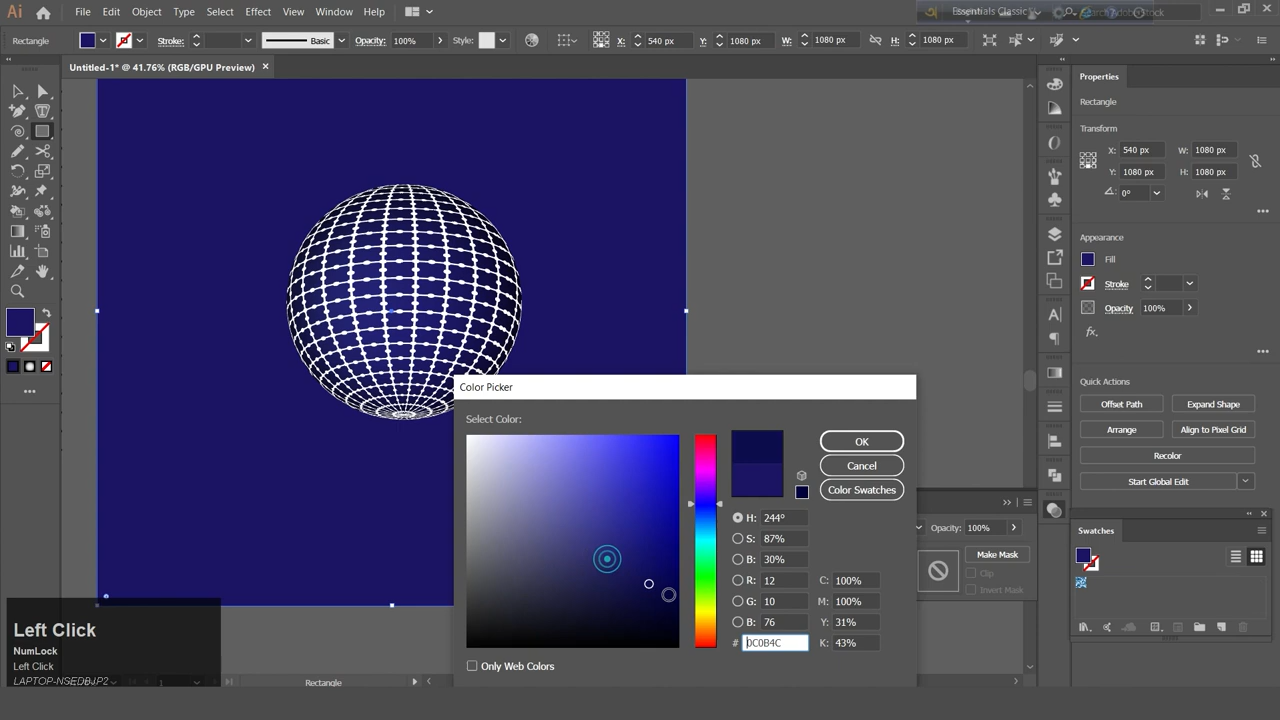 Ai
File Edit Object Type Select Effect View Window Help
Essentials Classic
Rectangle
Stroke:
Basic
Opacity: 100%
Style:
X: 540 px
Y: 1080 px
W: 1080 px
H: 1080 px
Untitled-1* @ 41.76% (RGB/GPU Preview) ×
Properties
Rectangle
Transform
X: 540 px W: 1080 px
Y: 1080 px H: 1080 px
0°
Appearance
Fill
Stroke
Opacity 100%
fx.
Quick Actions
Offset Path
Expand Shape
Arrange
Align to Pixel Grid
Recolor
Start Global Edit
Color Picker
Select Color:
OK
Cancel
Color Swatches
H: 244°
S: 87%
B: 30%
R: 12 C: 100%
G: 10 M: 100%
B: 76 Y: 31%
# 0C0B4C K: 43%
Only Web Colors
Opacity: 100%
Make Mask
Clip
Invert Mask
Swatches
Left Click
NumLock
Left Click
LAPTOP-NSEDBJP2
1
Rectangle